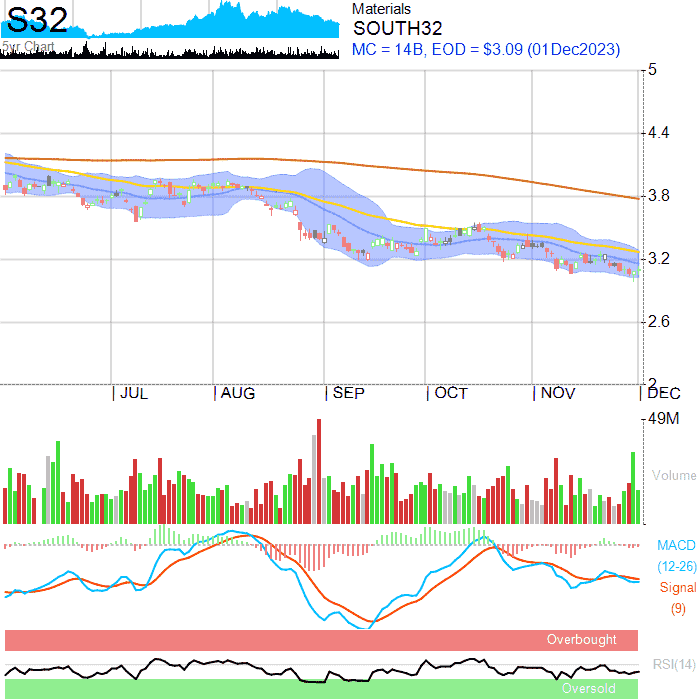 S32
5yr Chart
Materials
SOUTH32
MC = 14B, EOD = $3.09 (01Dec2023)
5
4.4
3.8
3.2
2.6
2
JUL AUG SEP OCT NOV DEC
49M
Volume
MACD
(12-26)
Signal
(9)
Overbought
RSI(14)
Oversold